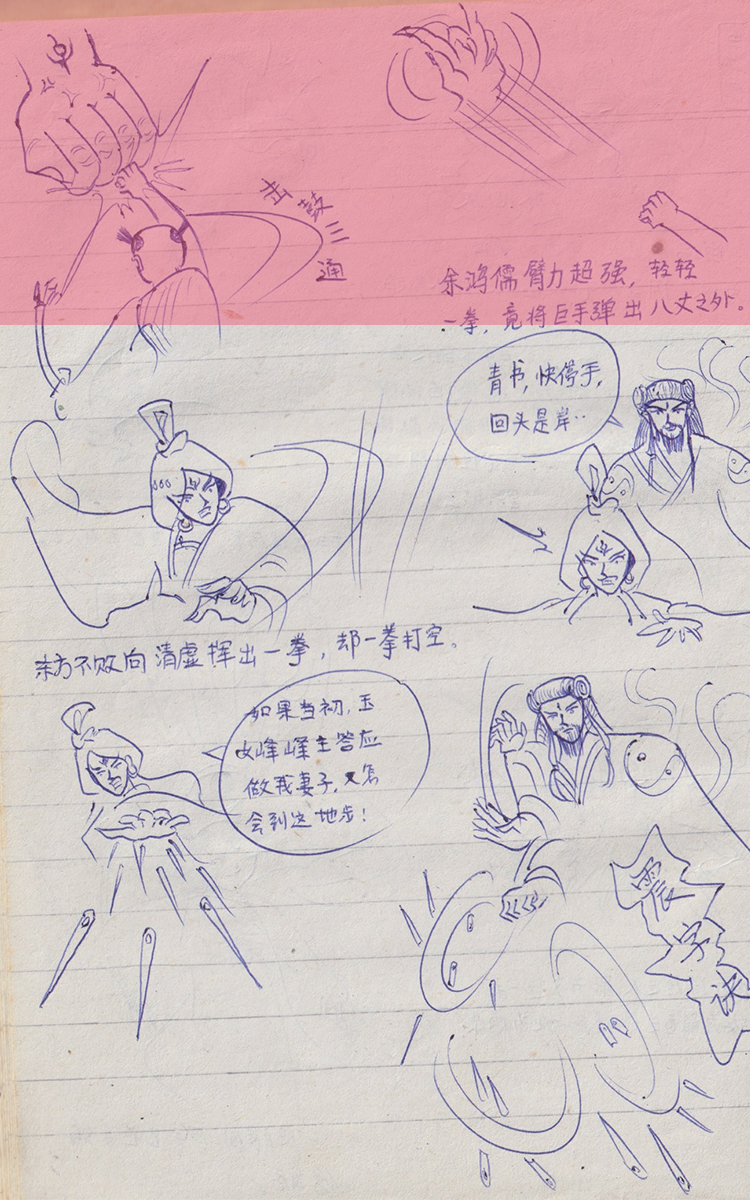 击鼓三
通
余鸿儒臂力超强，轻轻
一拳，竟将巨手弹出八丈之外。
青书，快停手，
回头是岸··
东方不败向清虚挥出一拳，却一拳打空。
如果当初，玉
女峰峰主答应
做我妻子，又怎
会到这地步！
震
字
诀